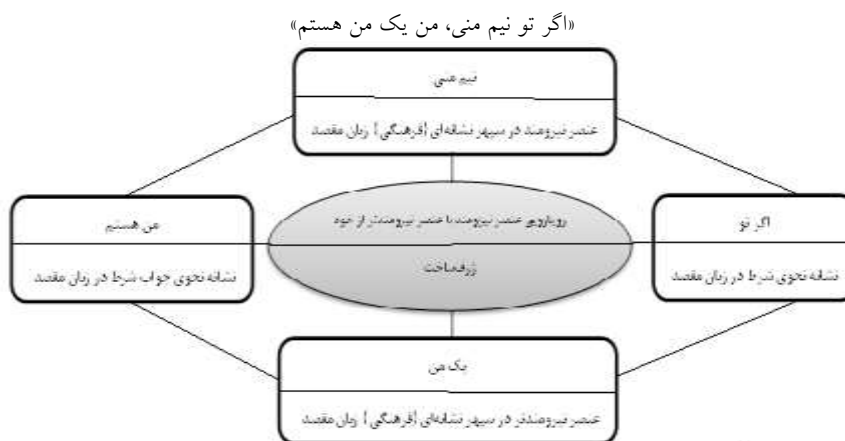 «اگر تو نیم منی، من یک من هستم»
نیم منی
عنصر نیرومند در سپهر نشانه‌ای {فرهنگی} زبان مقصد
اگر تو
نشانه نحوی شرط در زبان مقصد
رویارویی عنصر نیرومند با عنصر نیرومندتر از خود
ژرف‌ساخت
من هستم
نشانه نحوی جواب شرط در زبان مقصد
یک من
عنصر نیرومندتر در سپهر نشانه‌ای {فرهنگی} زبان مقصد